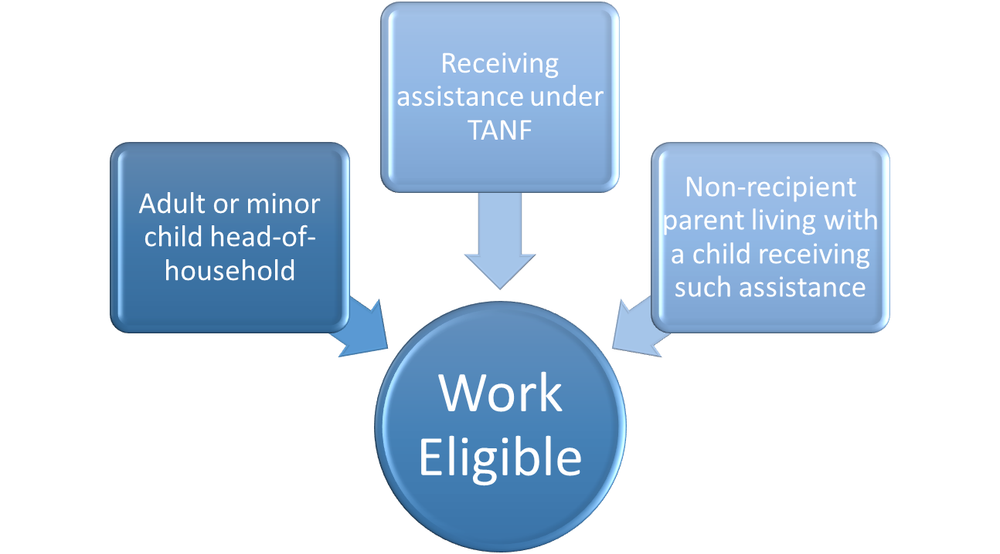 Receiving
assistance under
TANF
Adult or minor
child head-of-
household
Non-recipient
parent living with
a child receiving
such assistance
Work
Eligible